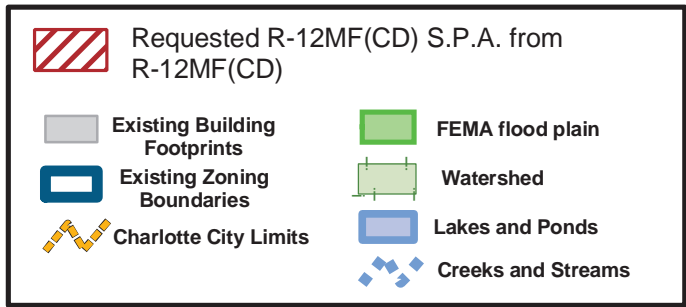 Requested R-12MF(CD) S.P.A. from
R-12MF(CD)
Existing Building
Footprints
Existing Zoning
Boundaries
Charlotte City Limits
FEMA flood plain
Watershed
Lakes and Ponds
Creeks and Streams